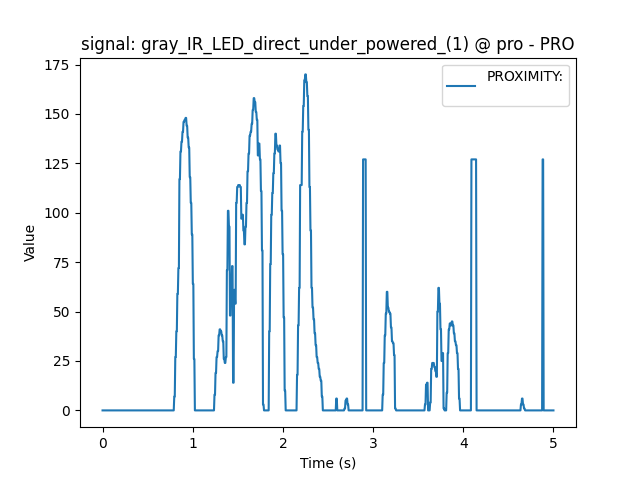 signal: gray_IR_LED_direct_under_powered_(1) @ pro - PRO
PROXIMITY:
175
150
125
100
75
50
25
0
Value
0 1 2 3 4 5
Time (s)